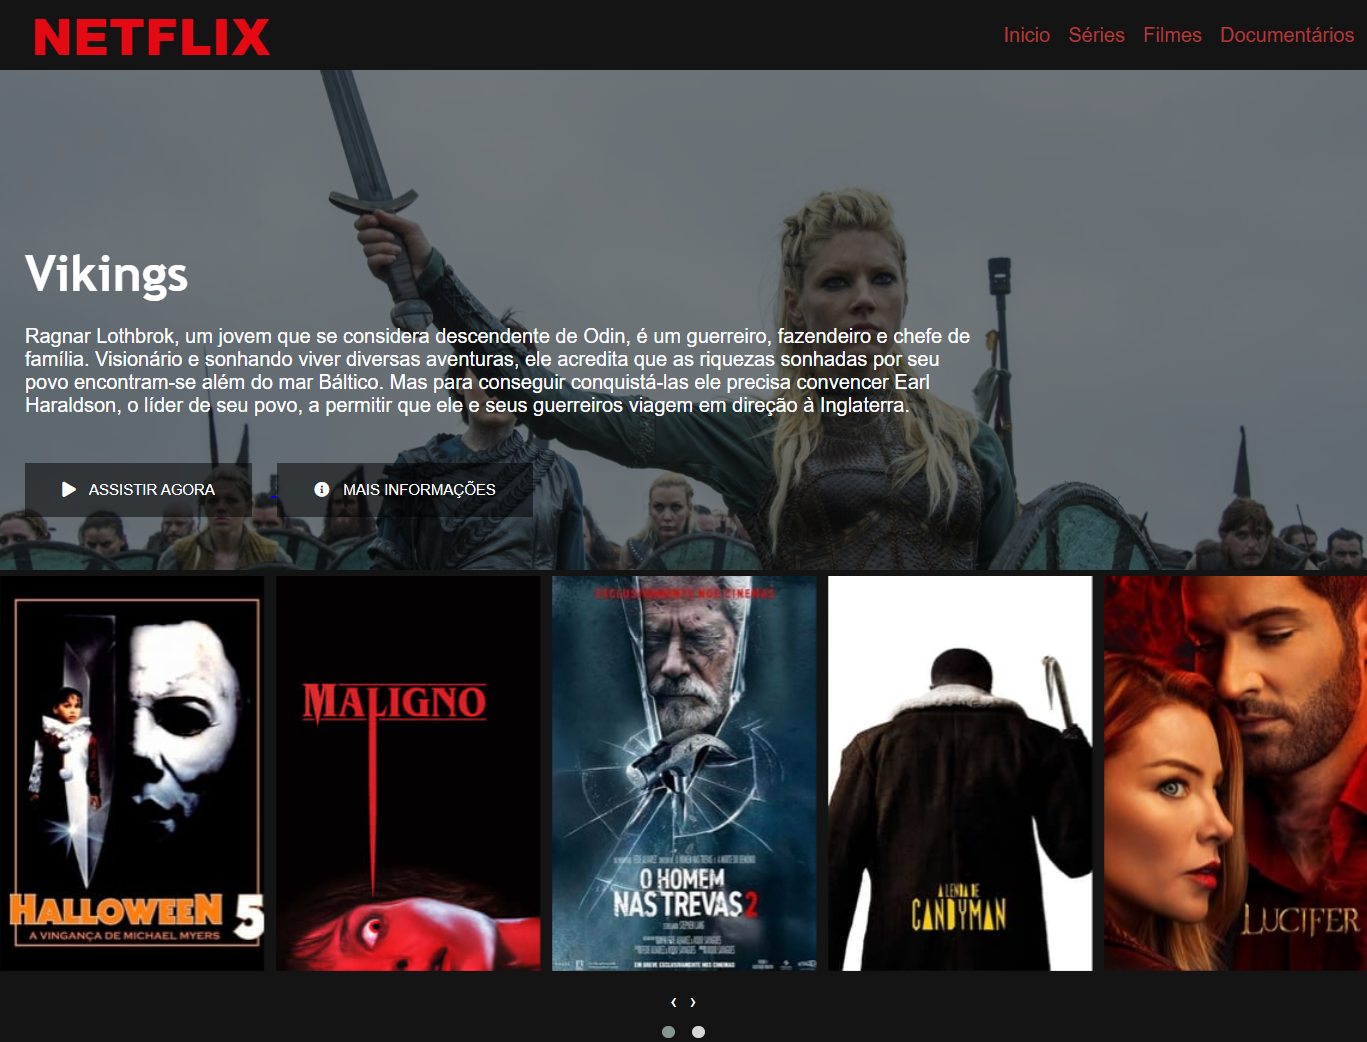 NETFLIX
Inicio Séries Filmes Documentários
Vikings
Ragnar Lothbrok, um jovem que se considera descendente de Odin, é um guerreiro, fazendeiro e chefe de
família. Visionário e sonhando viver diversas aventuras, ele acredita que as riquezas sonhadas por seu
povo encontram-se além do mar Báltico. Mas para conseguir conquistá-las ele precisa convencer Earl
Haraldson, o líder de seu povo, a permitir que ele e seus guerreiros viagem em direção à Inglaterra.
ASSISTIR AGORA
MAIS INFORMAÇÕES
HALLOWEEN 5
A VINGANÇA DE MICHAEL MYERS
MALIGNO
EXCLUSIVAMENTE NOS CINEMAS
O HOMEM
NAS TREVAS 2
STEPHEN LANG
EM BREVE EXCLUSIVAMENTE NOS CINEMAS
A LENDA DE
CANDYMAN
LUCIFER
‹ ›